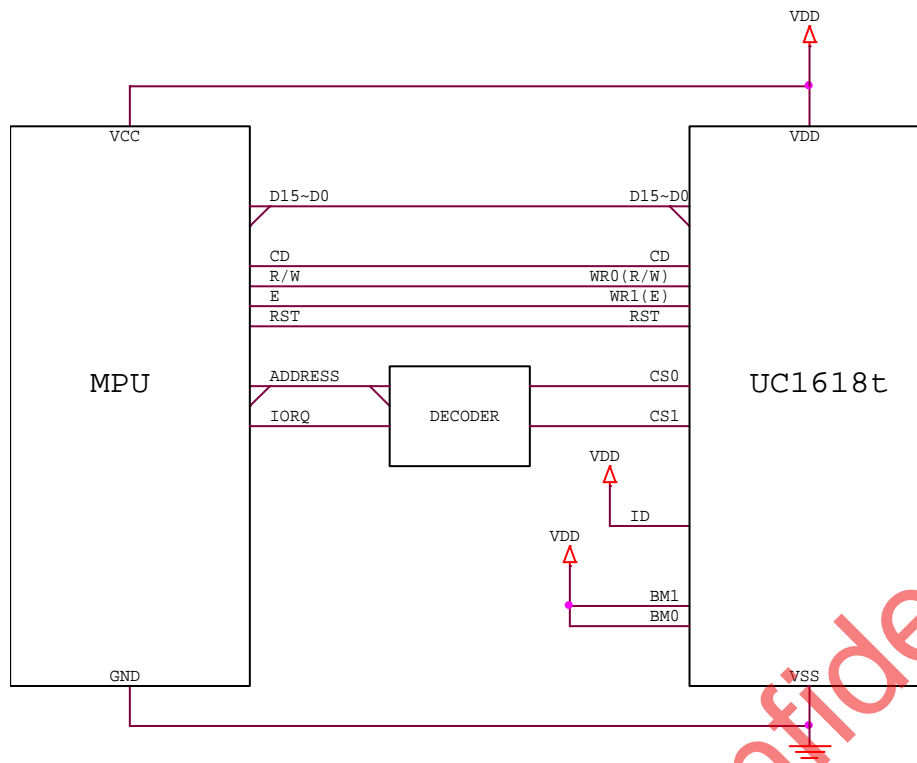 VDD
VCC
VDD
D15~D0
D15~D0
CD
CD
R/W
WR0(R/W)
E
WR1(E)
RST
RST
MPU
ADDRESS
CS0
UC1618t
IORQ
DECODER
CS1
VDD
ID
VDD
BM1
BM0
GND
VSS
nfide